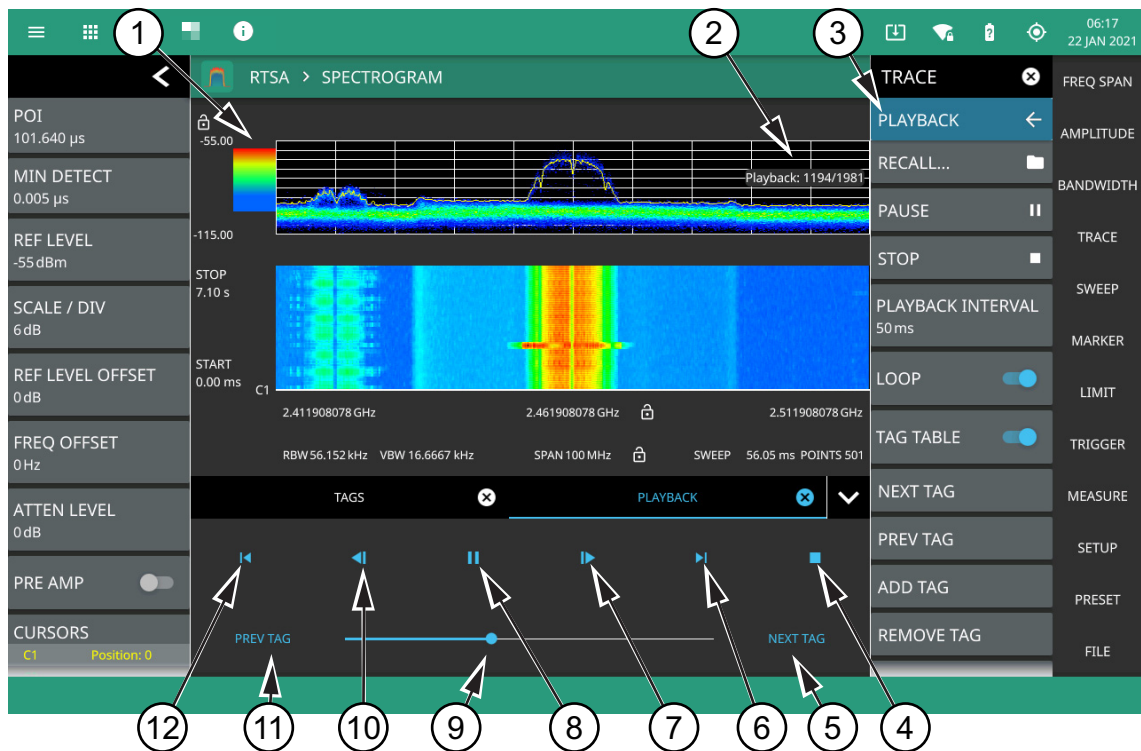 1
2
3
06:17
22 JAN 2021
RTSA > SPECTROGRAM
TRACE
FREQ SPAN
POI
101.640 µs
-55.00
PLAYBACK
AMPLITUDE
MIN DETECT
0.005 µs
Playback: 1194/1981
RECALL...
BANDWIDTH
REF LEVEL
-55 dBm
-115.00
PAUSE
TRACE
STOP
7.10 s
STOP
SWEEP
SCALE / DIV
6 dB
PLAYBACK INTERVAL
50 ms
MARKER
REF LEVEL OFFSET
0 dB
START
0.00 ms
C1
LOOP
LIMIT
2.411908078 GHz
2.461908078 GHz
2.511908078 GHz
FREQ OFFSET
0 Hz
RBW 56.152 kHz VBW 16.6667 kHz SPAN 100 MHz SWEEP 56.05 ms POINTS 501
TAG TABLE
TRIGGER
ATTEN LEVEL
0 dB
TAGS
PLAYBACK
NEXT TAG
MEASURE
PREV TAG
SETUP
PRE AMP
ADD TAG
PRESET
CURSORS
C1 Position: 0
PREV TAG
NEXT TAG
REMOVE TAG
FILE
12
11
10
9
8
7
6
5
4